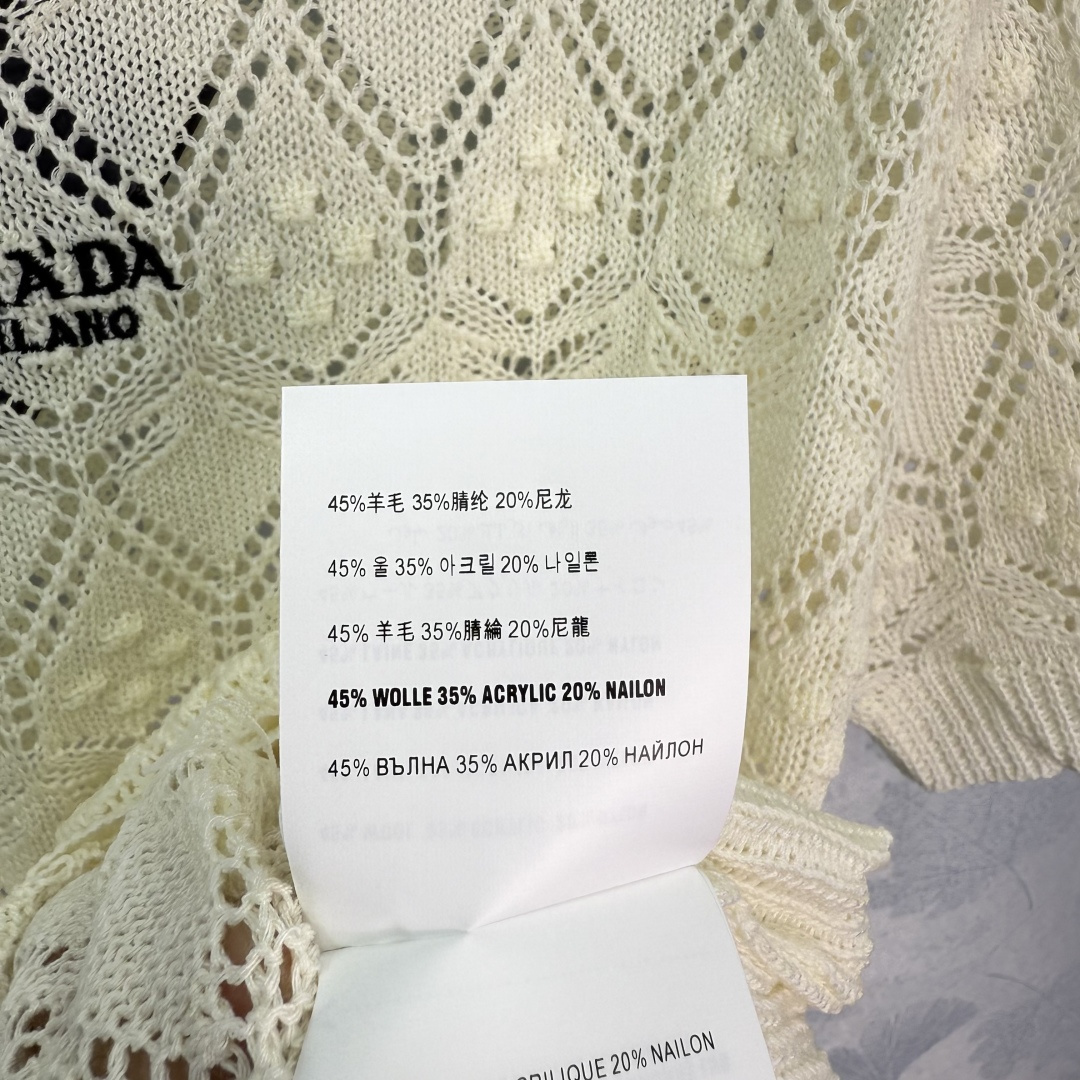 RADA
MILANO
45%羊毛 35%腈纶 20%尼龙
45% 울 35% 아크릴 20% 나일론
45% 羊毛 35%腈綸 20%尼龍
45% WOLLE 35% ACRYLIC 20% NAILON
45% ВЪЛНА 35% АКРИЛ 20% НАЙЛОН
20% NAILON